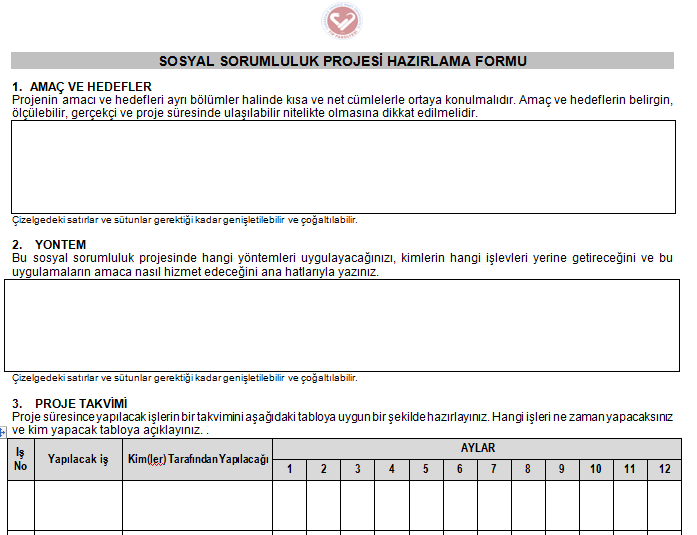 SOSYAL SORUMLULUK PROJESİ HAZIRLAMA FORMU
1. AMAÇ VE HEDEFLER
Projenin amacı ve hedefleri ayrı bölümler halinde kısa ve net cümlelerle ortaya konulmalıdır. Amaç ve hedeflerin belirgin,
ölçülebilir, gerçekçi ve proje süresinde ulaşılabilir nitelikte olmasına dikkat edilmelidir.
Çizelgedeki satırlar ve sütunlar gerektiği kadar genişletilebilir ve çoğaltılabilir.
2. YÖNTEM
Bu sosyal sorumluluk projesinde hangi yöntemleri uygulayacağınızı, kimlerin hangi işlevleri yerine getireceğini ve bu
uygulamaların amaca nasıl hizmet edeceğini ana hatlarıyla yazınız.
Çizelgedeki satırlar ve sütunlar gerektiği kadar genişletilebilir ve çoğaltılabilir.
3. PROJE TAKVİMİ
Proje süresince yapılacak işlerin bir takvimini aşağıdaki tabloya uygun bir şekilde hazırlayınız. Hangi işleri ne zaman yapacaksınız
ve kim yapacak tabloya açıklayınız. .
İş No Yapılacak iş Kim(ler) Tarafından Yapılacağı AYLAR
1 2 3 4 5 6 7 8 9 10 11 12